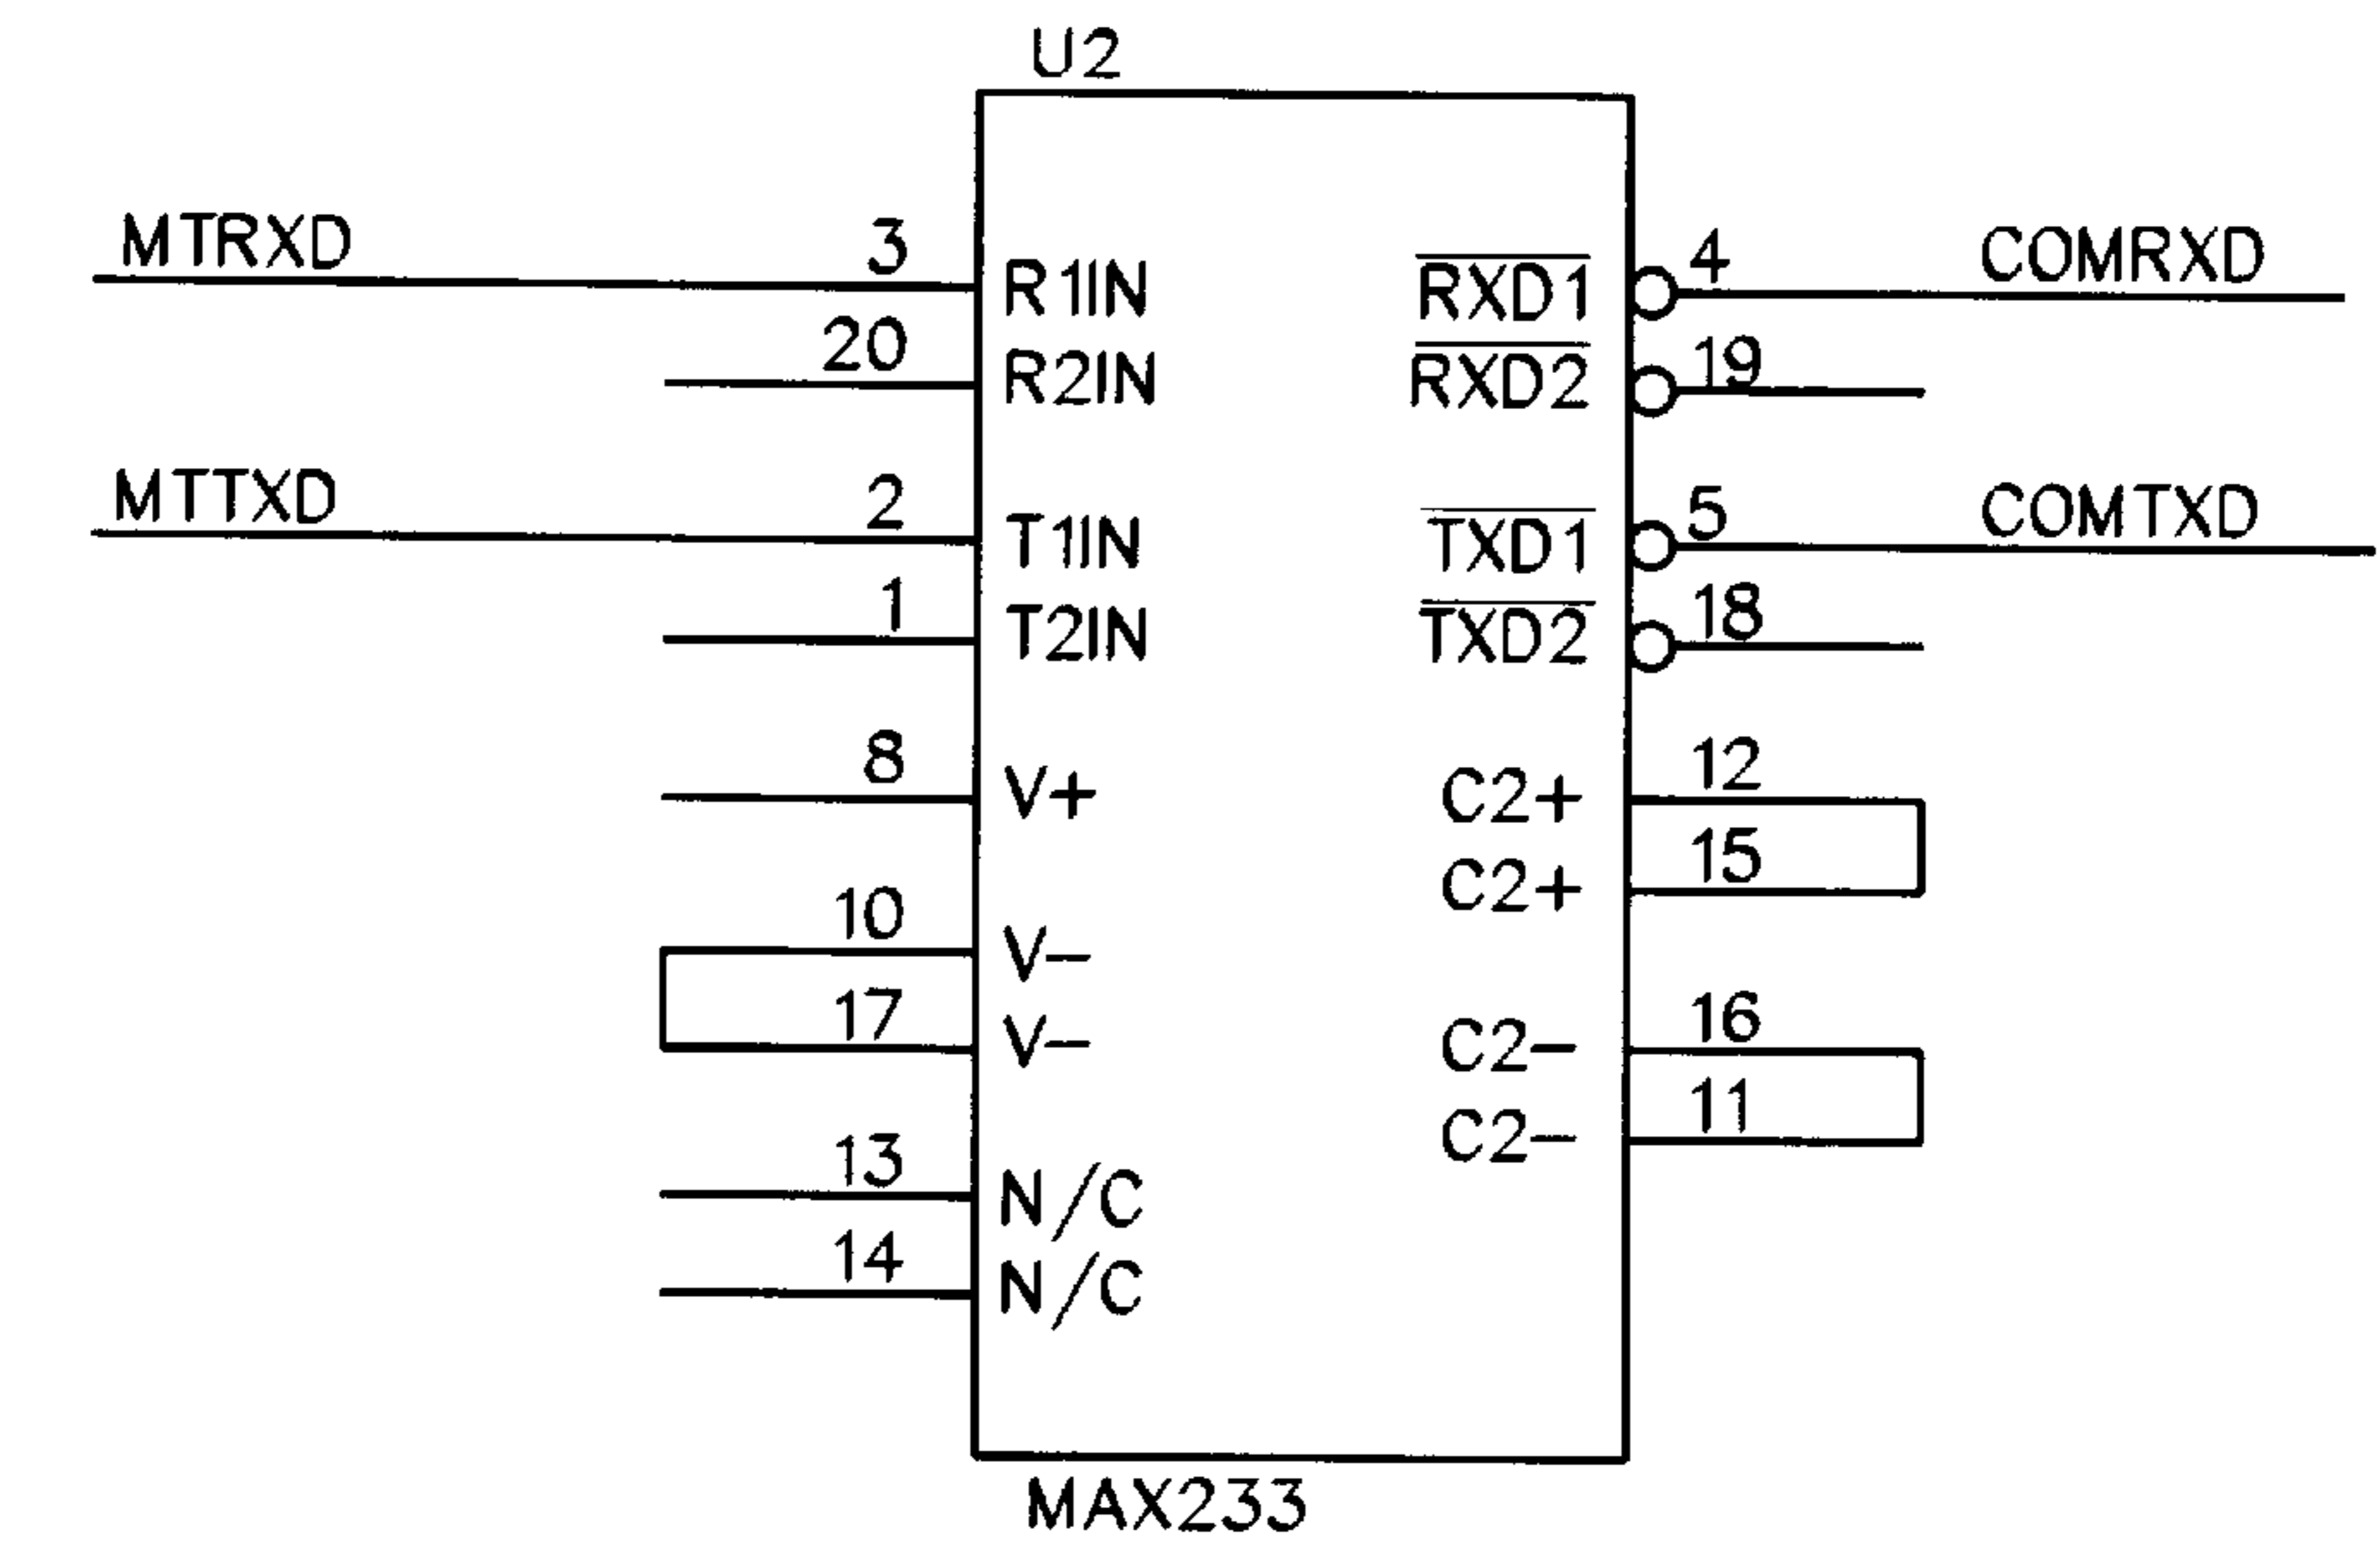 U2
MTRXD 3 R1IN RXD1 4 COMRXD
20 R2IN RXD2 19
MTTXD 2 T1IN TXD1 5 COMTXD
1 T2IN TXD2 18
8 V+ C2+ 12
C2+ 15
10 V-
17 V- C2- 16
C2- 11
13 N/C
14 N/C
MAX233